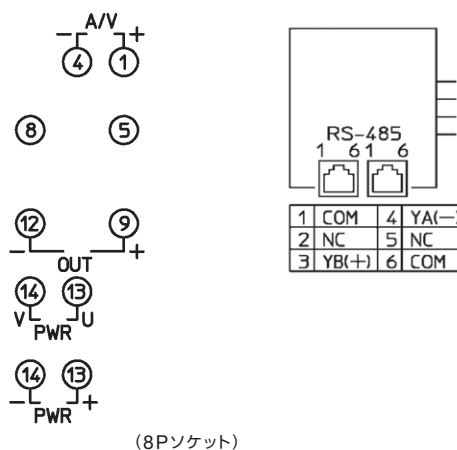 A/V
− +
4 1
8 5
12 9
− OUT +
14 13
V PWR U
14 13
− PWR +
(8Pソケット)
RS-485
1 6 1 6
1 COM 4 YA(−)
2 NC 5 NC
3 YB(+) 6 COM